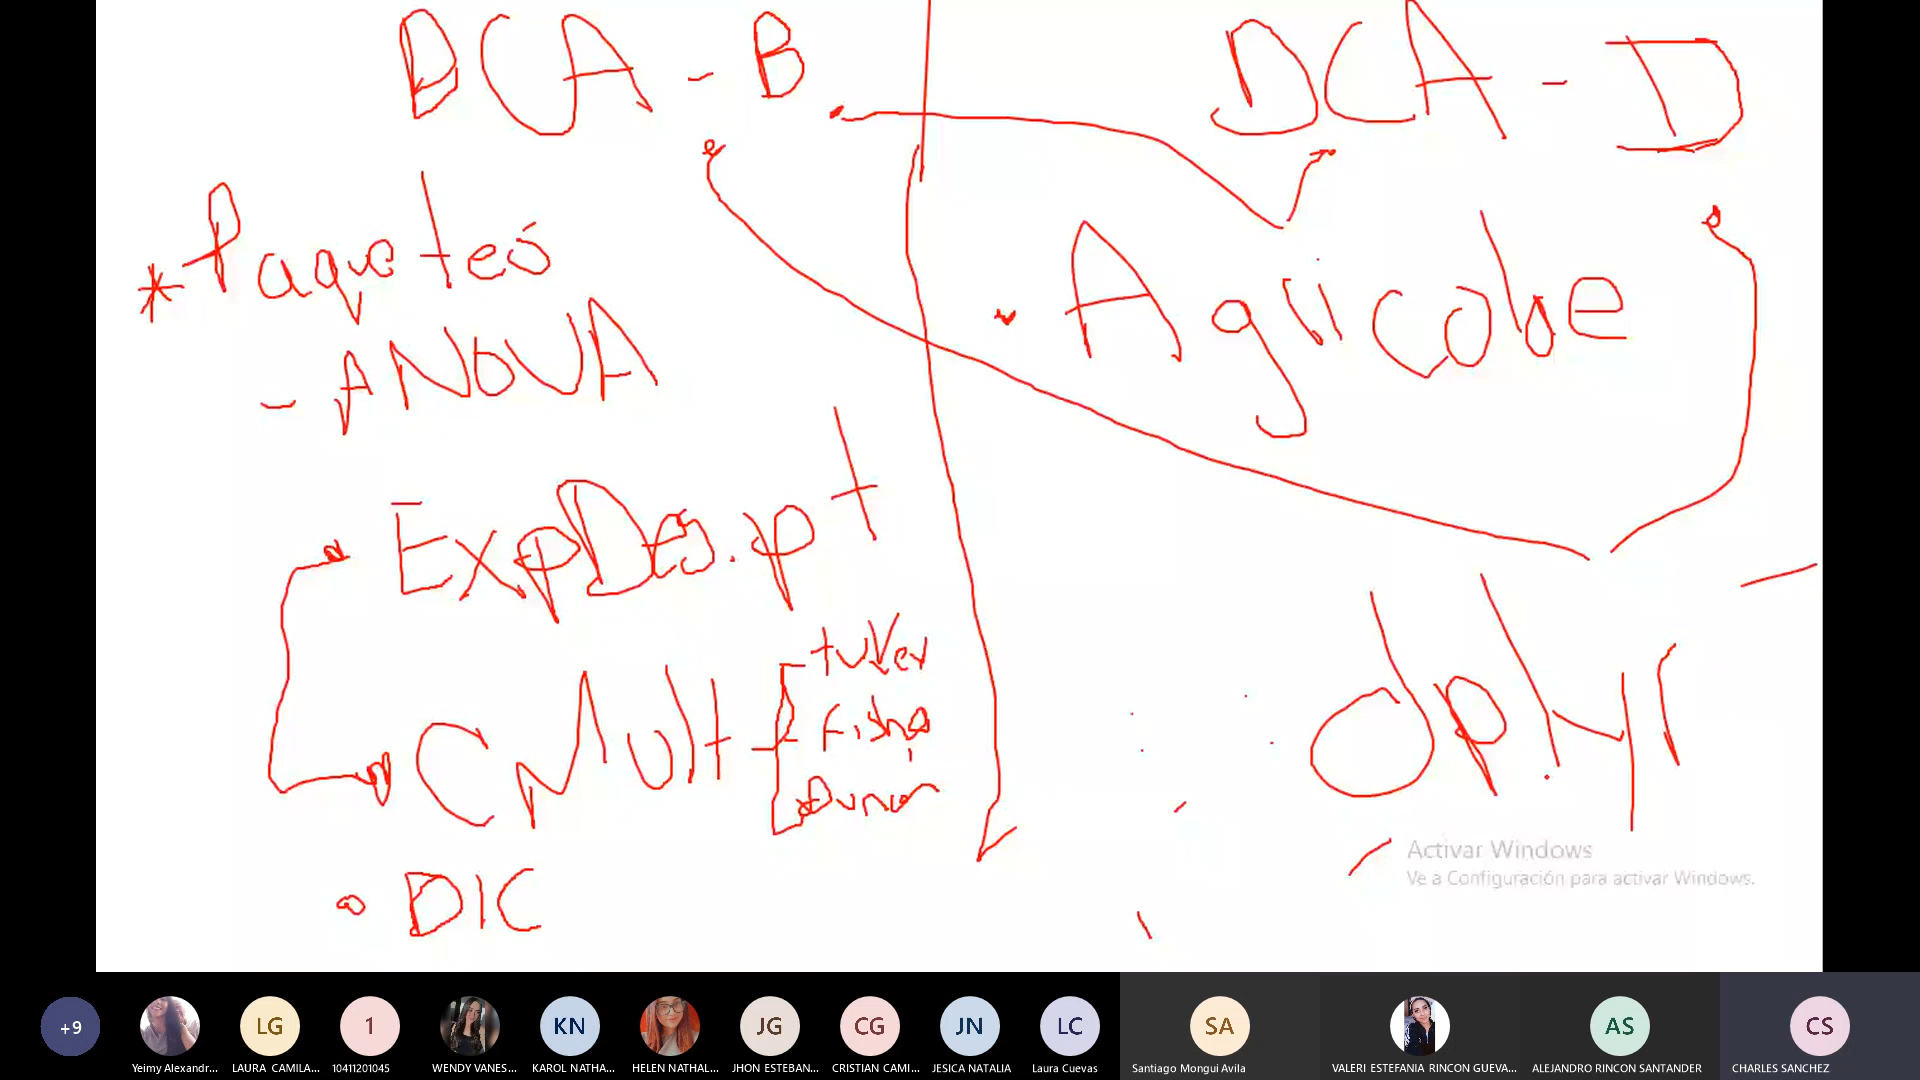 DCA - B
DCA - D
* Paquetes
- ANOVA
Agricolae
ExpDes.pt
CMult
tukey
Fisher
Duncan
dplyr
DIC
Activar Windows
Ve a Configuración para activar Windows.
+9
LG
1
KN
JG
CG
JN
LC
SA
AS
CS
Yeimy Alexandr...
LAURA CAMILA...
10411201045
WENDY VANES...
KAROL NATHA...
HELEN NATHAL...
JHON ESTEBAN...
CRISTIAN CAMI...
JESICA NATALIA
Laura Cuevas
Santiago Mongui Avila
VALERI ESTEFANIA RINCON GUEVA...
ALEJANDRO RINCON SANTANDER
CHARLES SANCHEZ